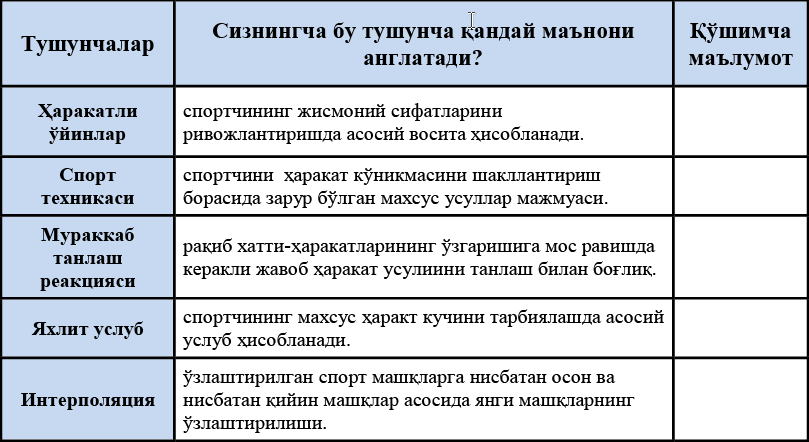 Тушунчалар
Сизнингча бу тушунча қандай маънони
англатади?
Қўшимча
маълумот
Ҳаракатли
ўйинлар
спортчининг жисмоний сифатларини
ривожлантиришда асосий восита ҳисобланади.
Спорт
техникаси
спортчини ҳаракат кўникмасини шакллантириш
борасида зарур бўлган махсус усуллар мажмуаси.
Мураккаб
танлаш
реакцияси
рақиб хатти-ҳаракатларининг ўзгаришига мос равишда
керакли жавоб ҳаракат усулиини танлаш билан боғлиқ.
Яхлит услуб
спортчининг махсус ҳаракт кучини тарбиялашда асосий
услуб ҳисобланади.
Интерполяция
ўзлаштирилган спорт машқларга нисбатан осон ва
нисбатан қийин машқлар асосида янги машқларнинг
ўзлаштирилиши.